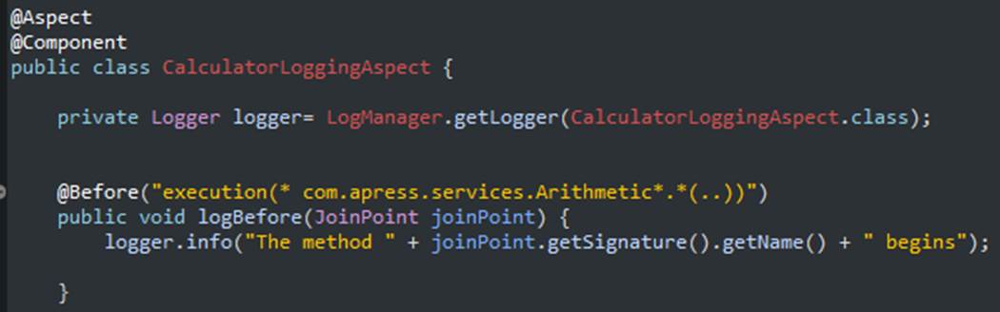 @Aspect
@Component
public class CalculatorLoggingAspect {
private Logger logger= LogManager.getLogger(CalculatorLoggingAspect.class);
@Before("execution(* com.apress.services.Arithmetic*.*(..))")
public void logBefore(JoinPoint joinPoint) {
logger.info("The method " + joinPoint.getSignature().getName() + " begins");
}